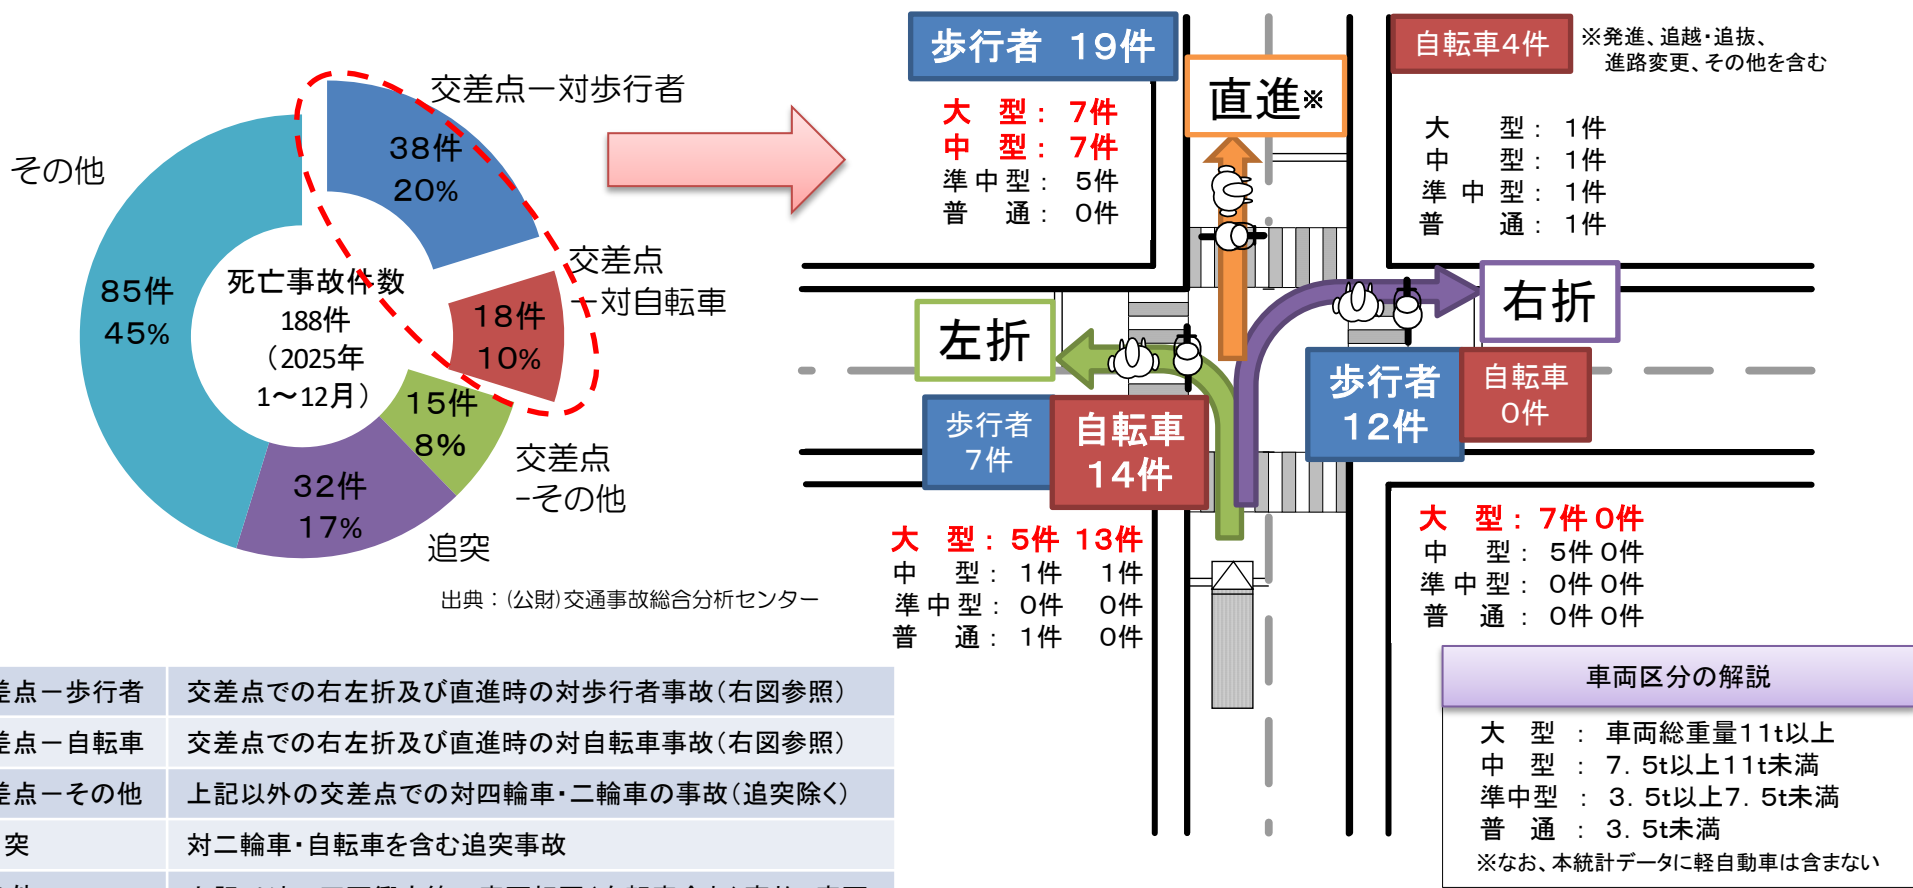 交差点－対歩行者
38件
20%
その他
85件
45%
死亡事故件数
188件
（2025年
1～12月）
交差点
－対自転車
18件
10%
15件
8%
交差点
-その他
32件
17%
追突
出典：(公財)交通事故総合分析センター
歩行者　19件
大　型： 7件
中　型： 7件
準中型： 5件
普　通： 0件
直進※
自転車4件
※発進、追越・追抜、
進路変更、その他を含む
大　型： 1件
中　型： 1件
準中型： 1件
普　通： 1件
左折
右折
歩行者
7件
自転車
14件
大　型： 5件 13件
中　型： 1件 1件
準中型： 0件 0件
普　通： 1件 0件
歩行者
12件
自転車
0件
大　型： 7件 0件
中　型： 5件 0件
準中型： 0件 0件
普　通： 0件 0件
差点－歩行者　交差点での右左折及び直進時の対歩行者事故（右図参照）
差点－自転車　交差点での右左折及び直進時の対自転車事故（右図参照）
差点－その他　上記以外の交差点での対四輪車・二輪車の事故（追突除く）
突　対二輪車・自転車を含む追突事故
車両区分の解説
大　型 ： 車両総重量11t以上
中　型 ： 7．5t以上11t未満
準中型 ： 3．5t以上7．5t未満
普　通 ： 3．5t未満
※なお、本統計データに軽自動車は含まない